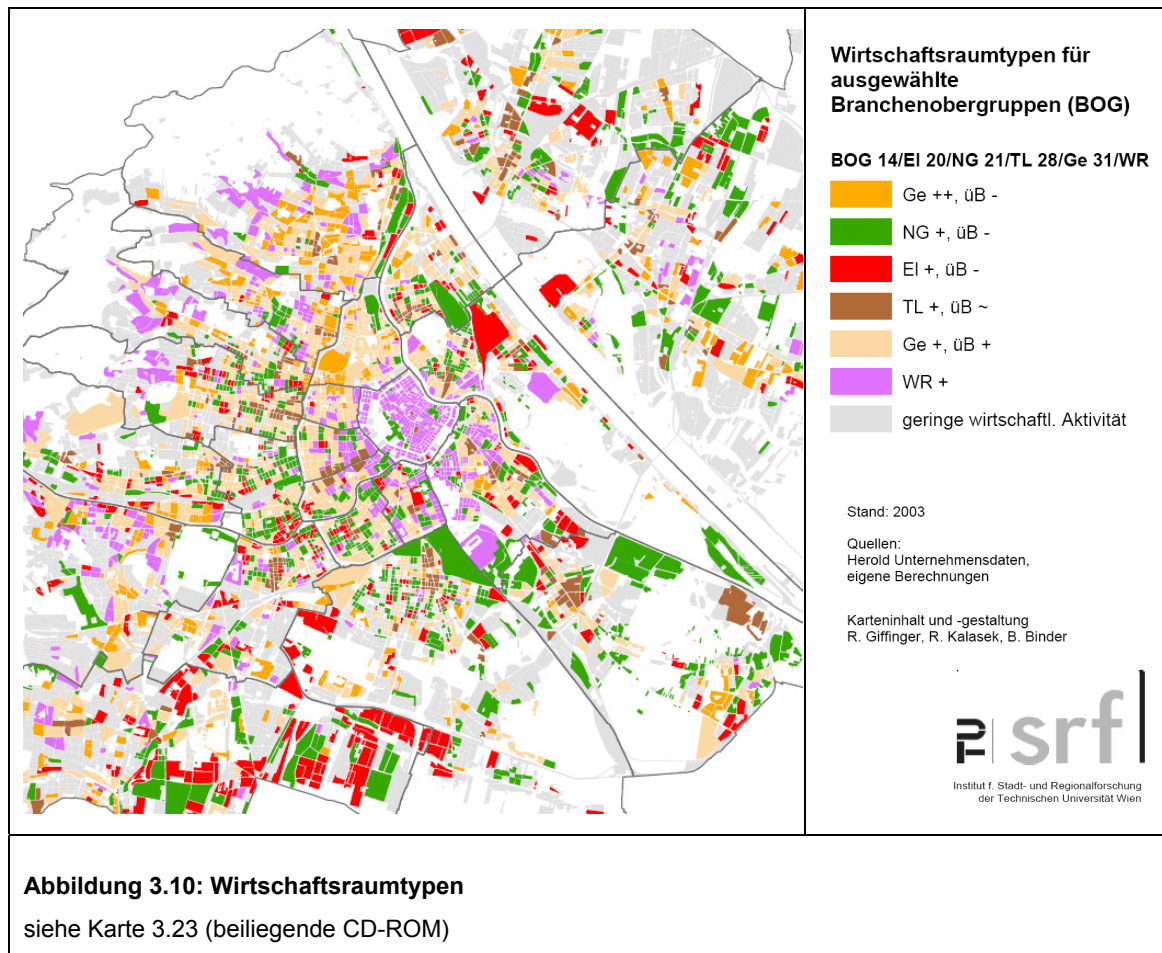 Wirtschaftsraumtypen für
ausgewählte
Branchenobergruppen (BOG)
BOG 14/EI 20/NG 21/TL 28/Ge 31/WR
Ge ++, üB -
NG +, üB -
EI +, üB -
TL +, üB ~
Ge +, üB +
WR +
geringe wirtschaftl. Aktivität
Stand: 2003
Quellen:
Herold Unternehmensdaten,
eigene Berechnungen
Karteninhalt und -gestaltung
R. Giffinger, R. Kalasek, B. Binder
srf
Institut f. Stadt- und Regionalforschung
der Technischen Universität Wien
Abbildung 3.10: Wirtschaftsraumtypen
siehe Karte 3.23 (beiliegende CD-ROM)